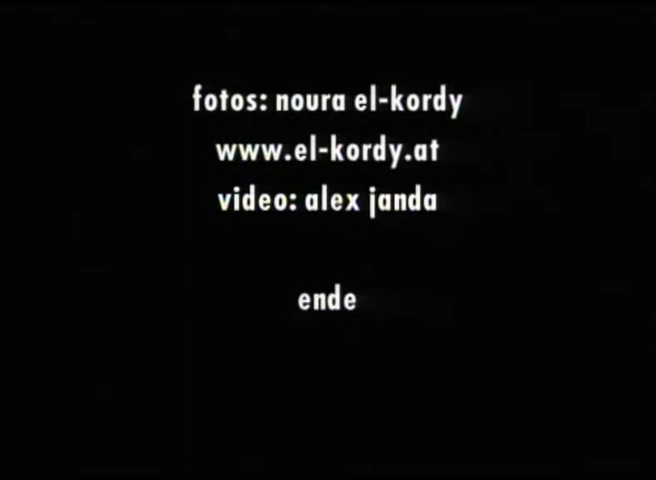 fotos: noura el-kordy
www.el-kordy.at
video: alex janda
ende